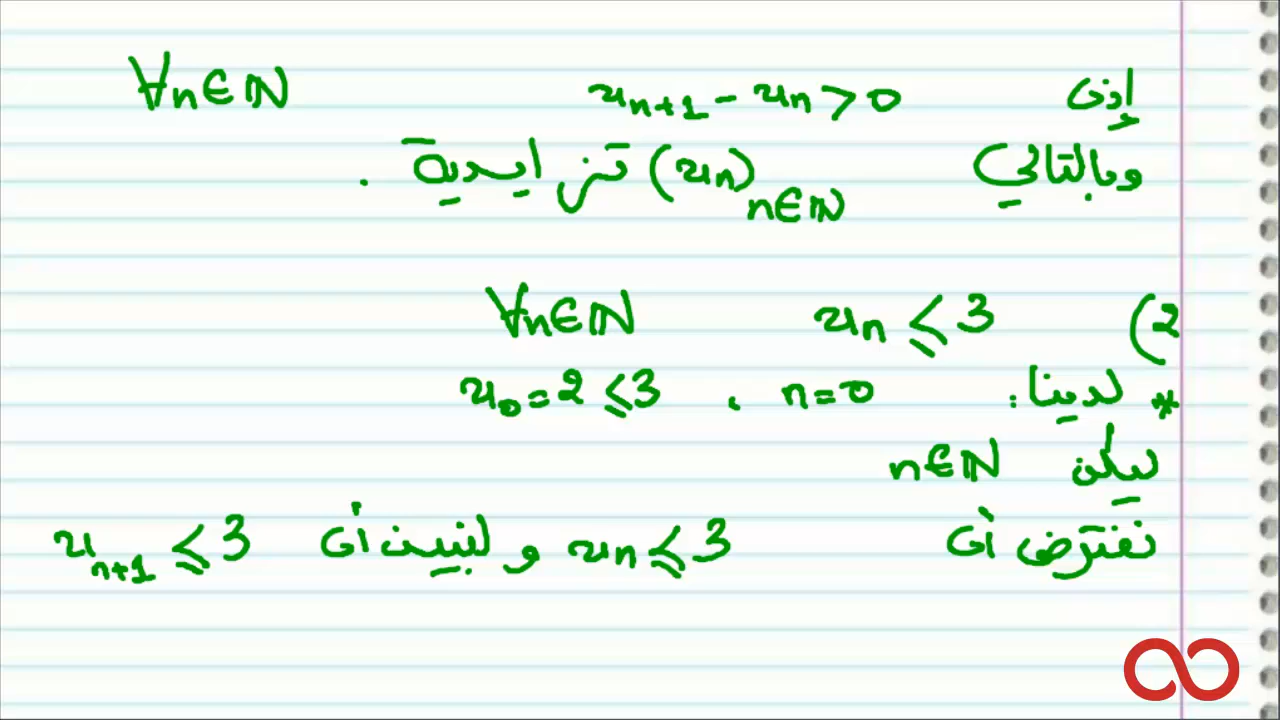 إذن u_{n+1} - u_n > 0 ∀n∈ℕ
وبالتالي (u_n)_{n∈ℕ} تزايدية .
2) u_n ≤ 3 ∀n∈ℕ
* لدينا: n=0 ، u_0 = 2 ≤ 3
ليكن n∈ℕ
نفترض أن u_n ≤ 3 و لنبين أن u_{n+1} ≤ 3